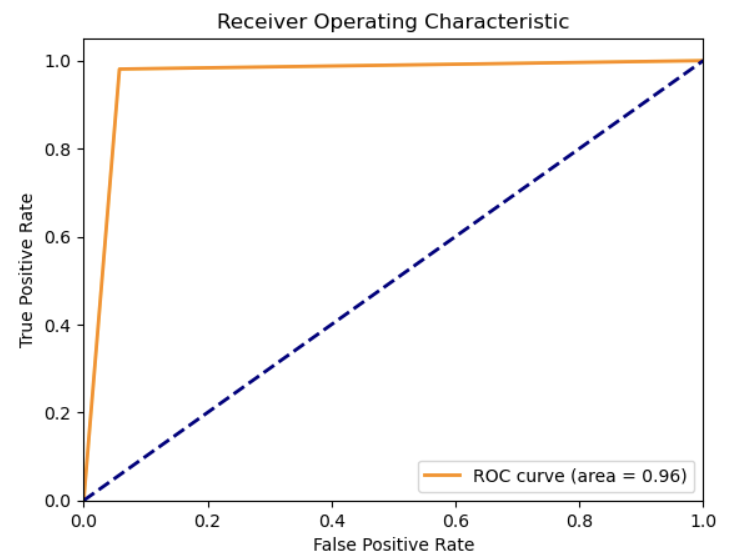 Receiver Operating Characteristic
1.0
0.8
0.6
0.4
0.2
0.0
True Positive Rate
ROC curve (area = 0.96)
0.0 0.2 0.4 0.6 0.8 1.0
False Positive Rate